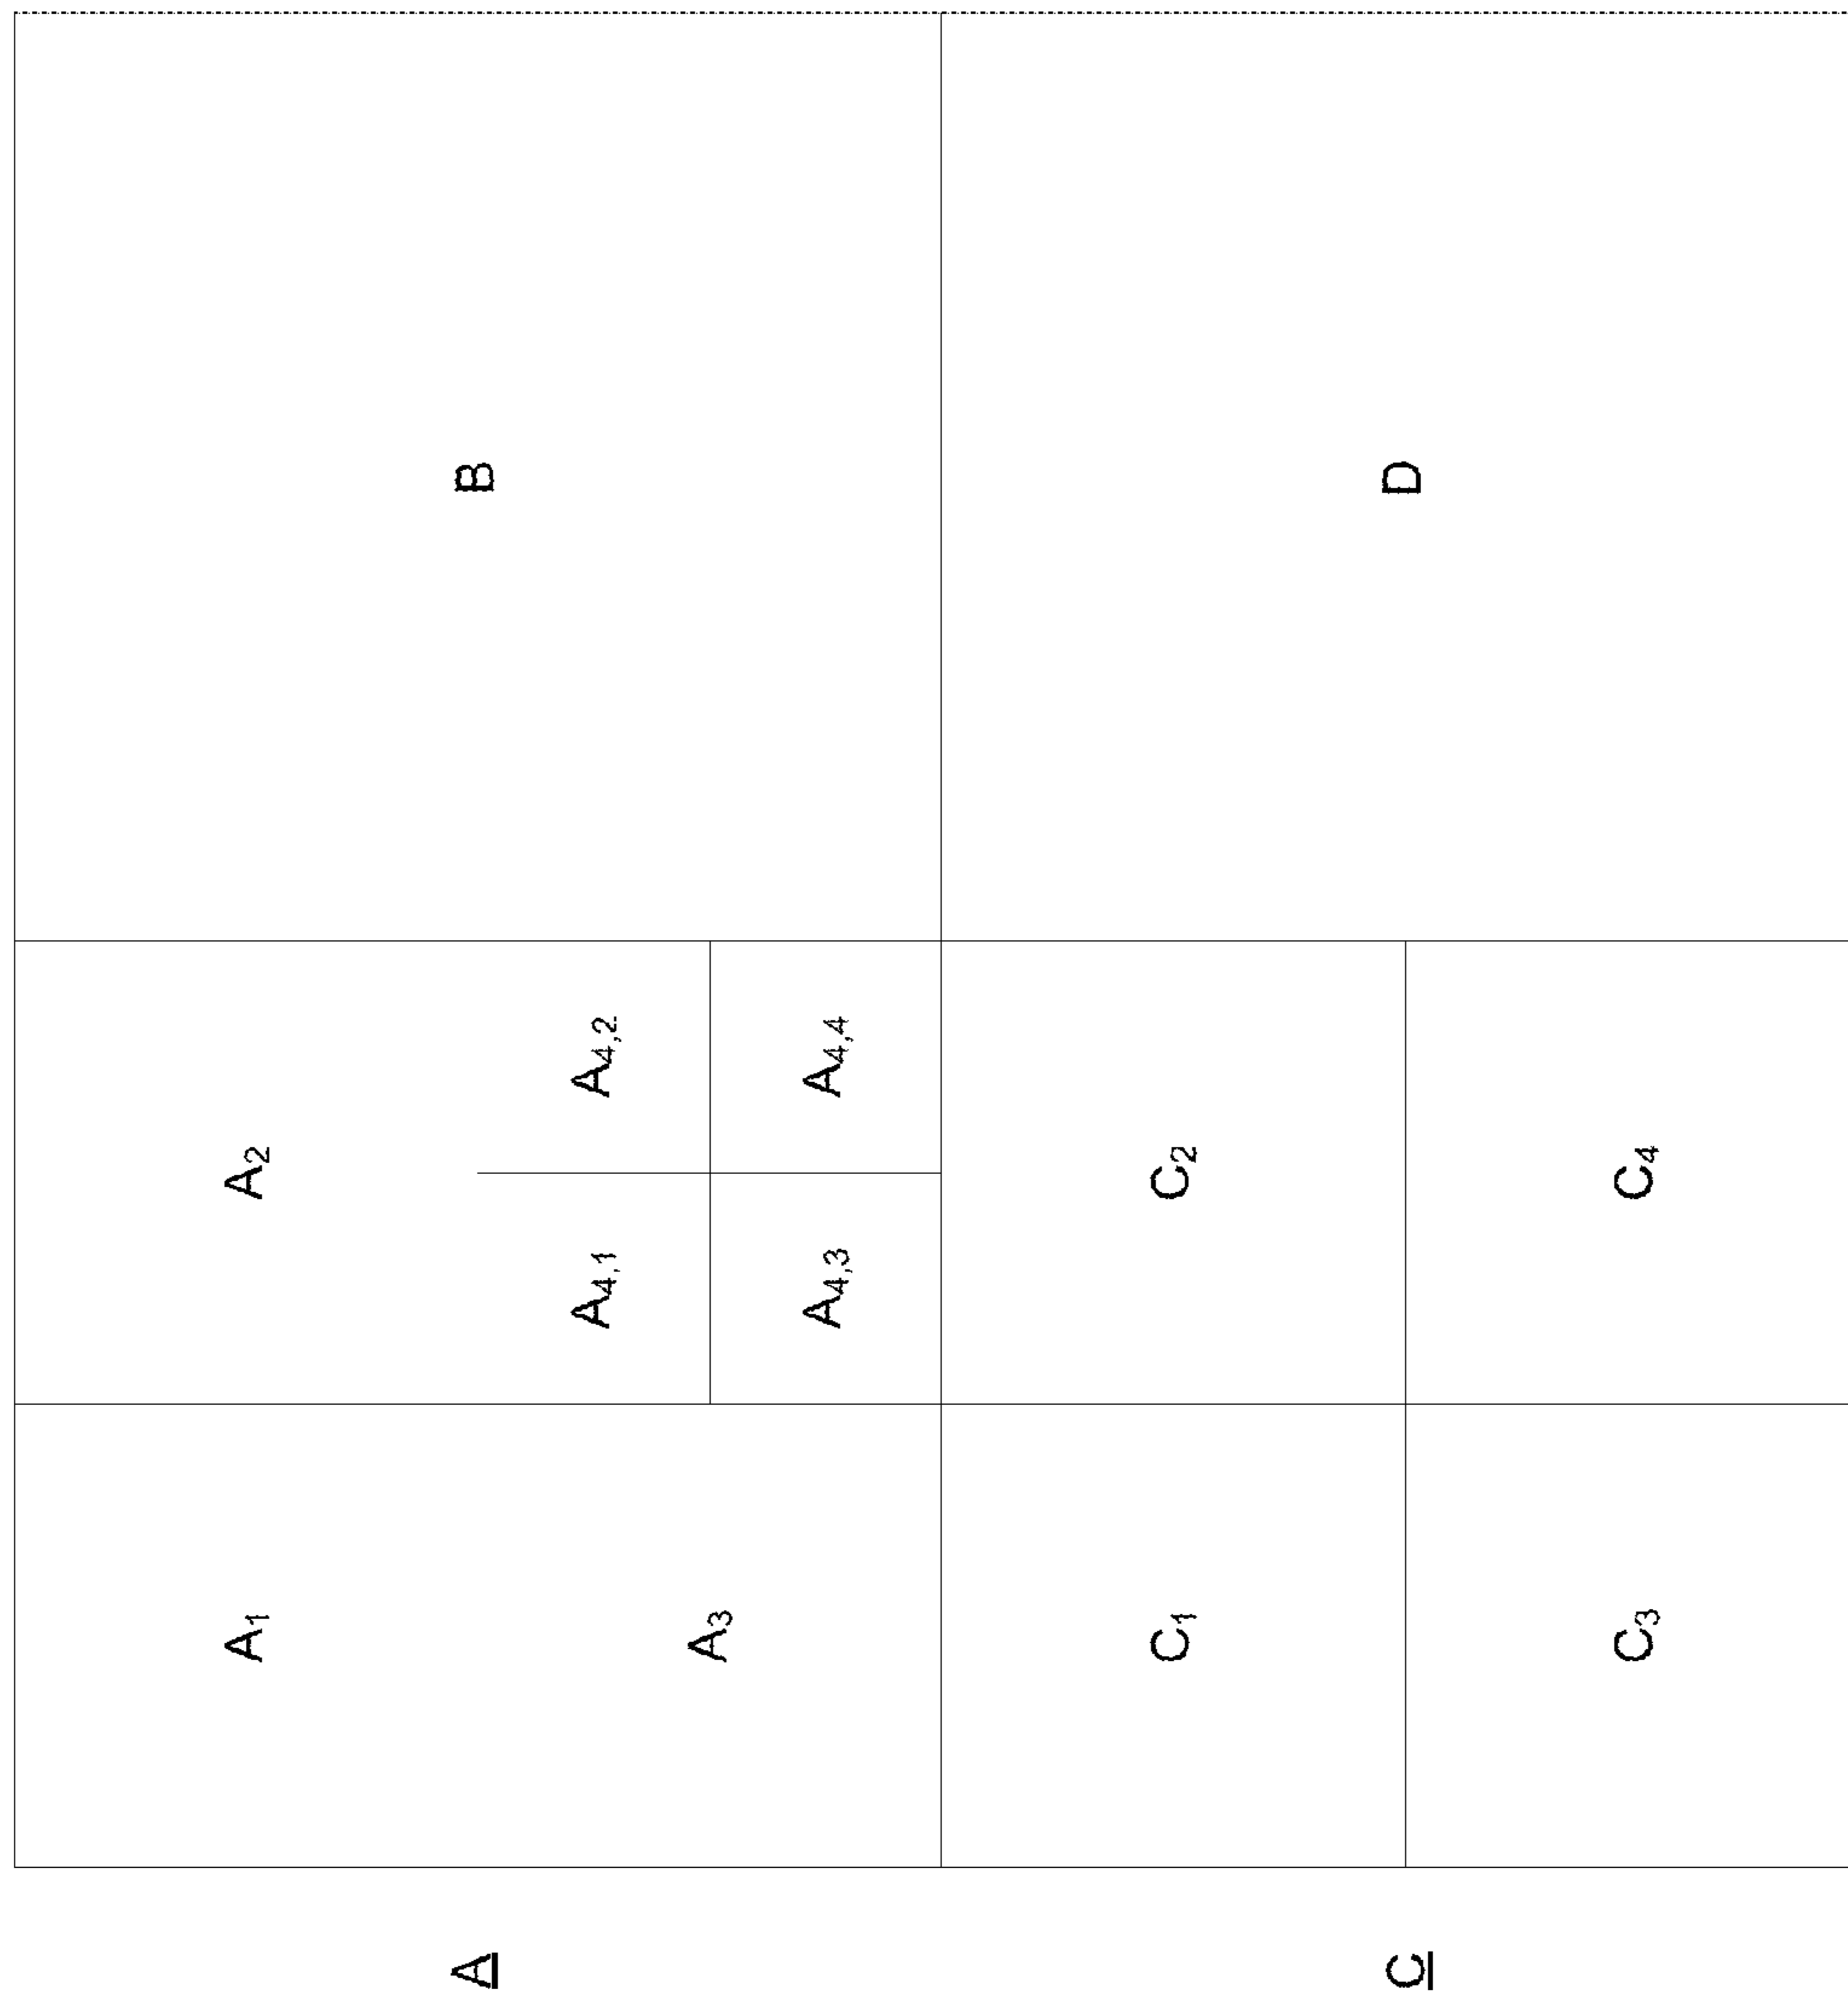 A₁ A₂
A B
A₄,₁ A₄,₂
A₃
A₄,₃ A₄,₄
C₁ C₂
C D
C₃ C₄